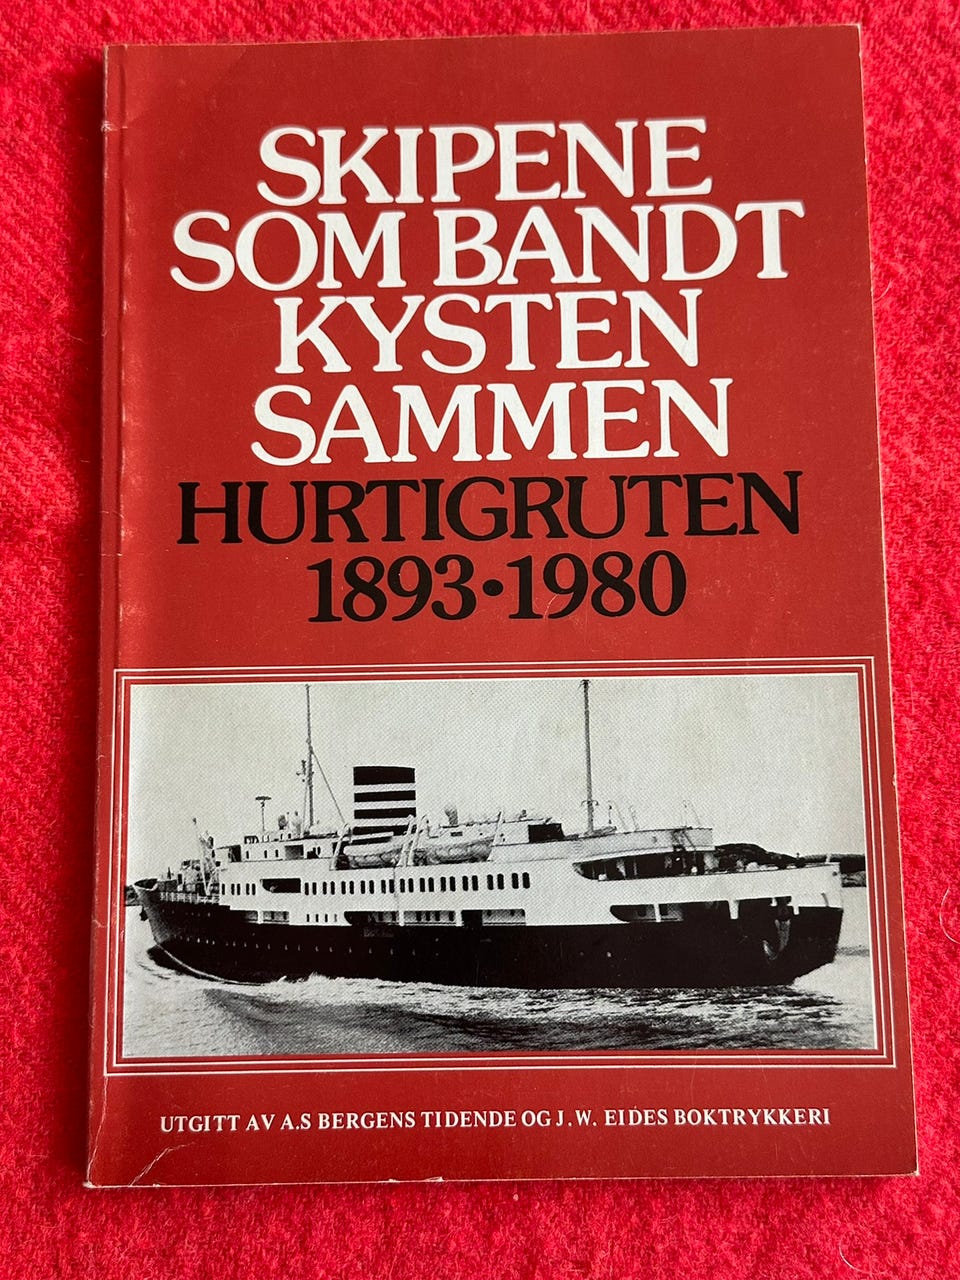 SKIPENE
SOM BANDT
KYSTEN
SAMMEN
HURTIGRUTEN
1893•1980
UTGITT AV A.S BERGENS TIDENDE OG J.W. EIDES BOKTRYKKERI